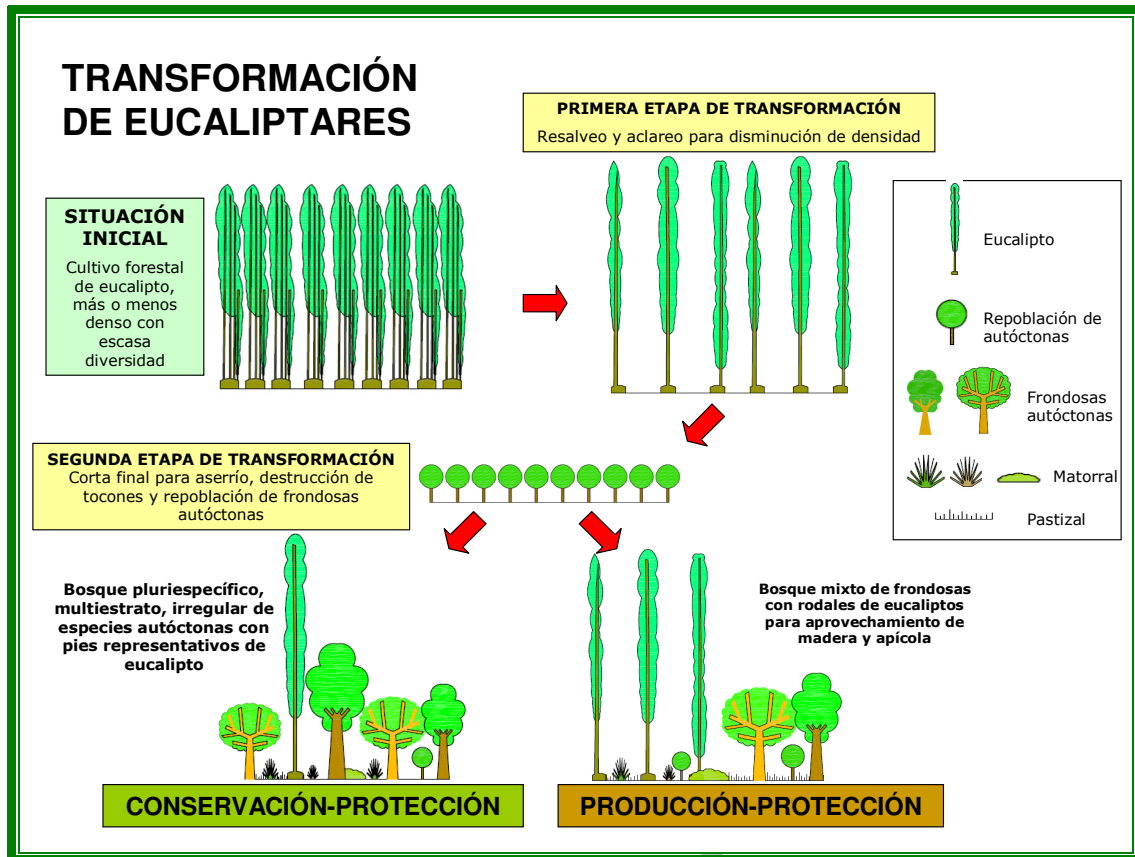 TRANSFORMACIÓN
DE EUCALIPTARES
PRIMERA ETAPA DE TRANSFORMACIÓN
Resalveo y aclareo para disminución de densidad
SITUACIÓN
INICIAL
Cultivo forestal
de eucalipto,
más o menos
denso con
escasa
diversidad
Eucalipto
Repoblación de
autóctonas
Frondosas
autóctonas
Matorral
Pastizal
SEGUNDA ETAPA DE TRANSFORMACIÓN
Corta final para aserrío, destrucción de
tocones y repoblación de frondosas
autóctonas
Bosque pluriespecífico,
multiestrato, irregular de
especies autóctonas con
pies representativos de
eucalipto
Bosque mixto de frondosas
con rodales de eucaliptos
para aprovechamiento de
madera y apícola
CONSERVACIÓN-PROTECCIÓN
PRODUCCIÓN-PROTECCIÓN